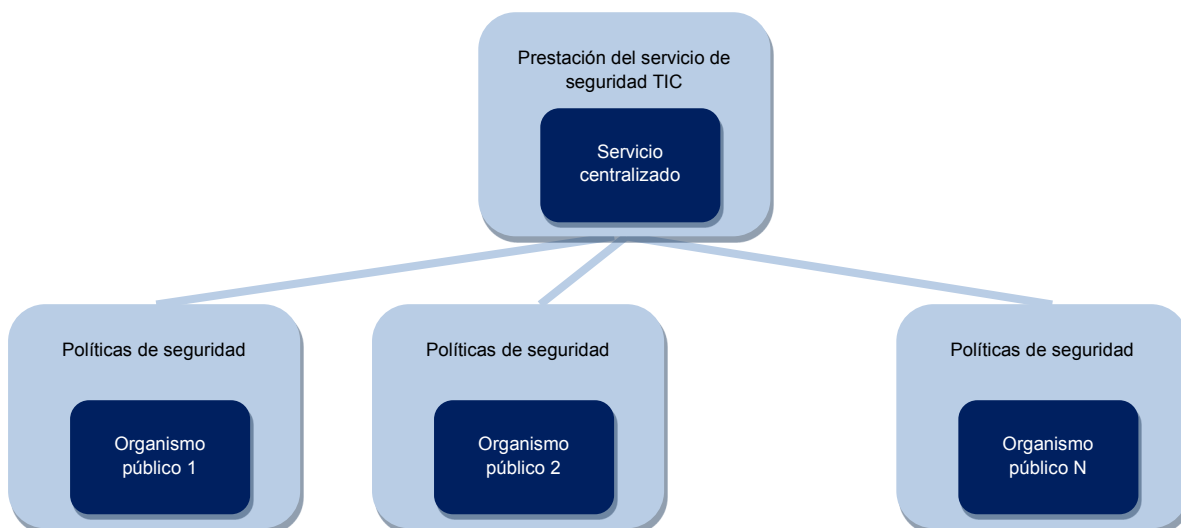 Prestación del servicio de
seguridad TIC
Servicio
centralizado
Políticas de seguridad
Organismo
público 1
Políticas de seguridad
Organismo
público 2
Políticas de seguridad
Organismo
público N